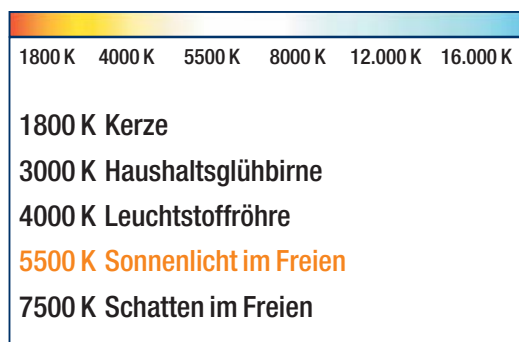 1800 K 4000 K 5500 K 8000 K 12.000 K 16.000 K
1800 K Kerze
3000 K Haushaltsglühbirne
4000 K Leuchtstoffröhre
5500 K Sonnenlicht im Freien
7500 K Schatten im Freien